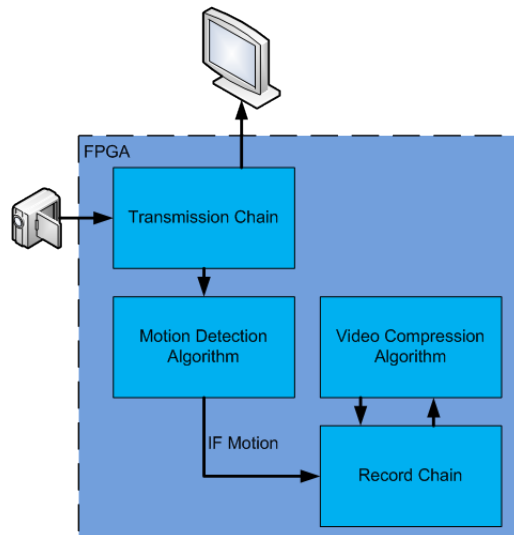 FPGA
Transmission Chain
Motion Detection
Algorithm
Video Compression
Algorithm
IF Motion
Record Chain